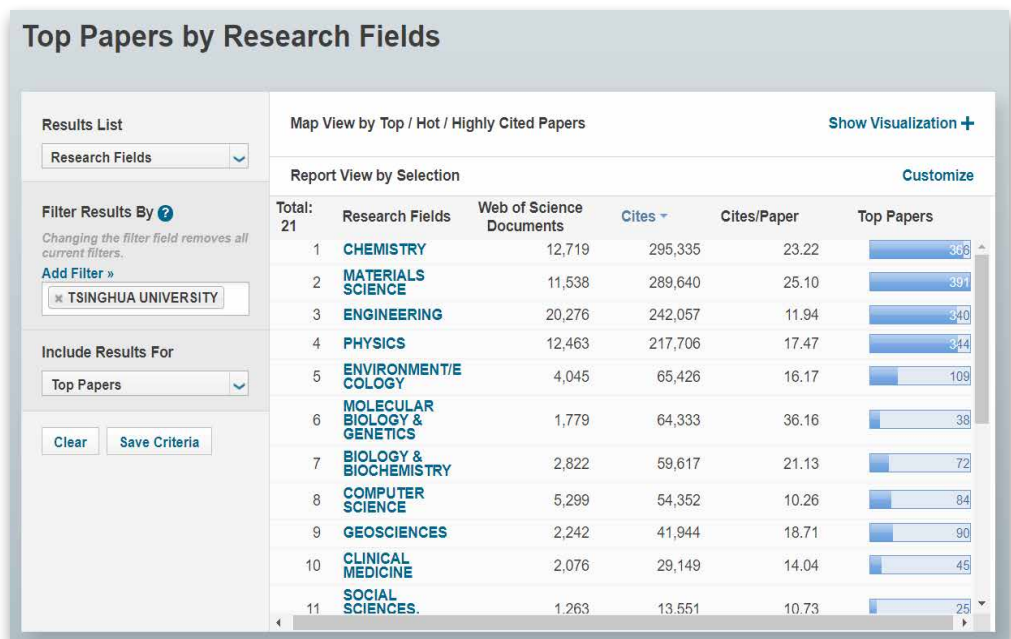 Top Papers by Research Fields
Results List
Research Fields
Filter Results By ?
Changing the filter field removes all
current filters.
Add Filter »
× TSINGHUA UNIVERSITY
Include Results For
Top Papers
Clear Save Criteria
Map View by Top / Hot / Highly Cited Papers Show Visualization +
Report View by Selection Customize
Total: 21 Research Fields Web of Science Documents Cites Cites/Paper Top Papers
1 CHEMISTRY 12,719 295,335 23.22 366
2 MATERIALS SCIENCE 11,538 289,640 25.10 391
3 ENGINEERING 20,276 242,057 11.94 340
4 PHYSICS 12,463 217,706 17.47 344
5 ENVIRONMENT/E COLOGY 4,045 65,426 16.17 109
6 MOLECULAR BIOLOGY & GENETICS 1,779 64,333 36.16 38
7 BIOLOGY & BIOCHEMISTRY 2,822 59,617 21.13 72
8 COMPUTER SCIENCE 5,299 54,352 10.26 84
9 GEOSCIENCES 2,242 41,944 18.71 90
10 CLINICAL MEDICINE 2,076 29,149 14.04 45
11 SOCIAL SCIENCES, 1,263 13,551 10.73 25